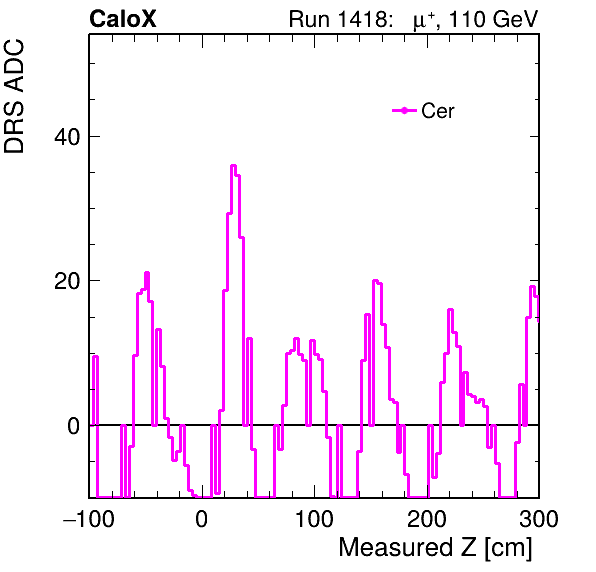 CaloX Run 1418: μ⁺, 110 GeV
DRS ADC
Cer
40
20
0
−100 0 100 200 300
Measured Z [cm]